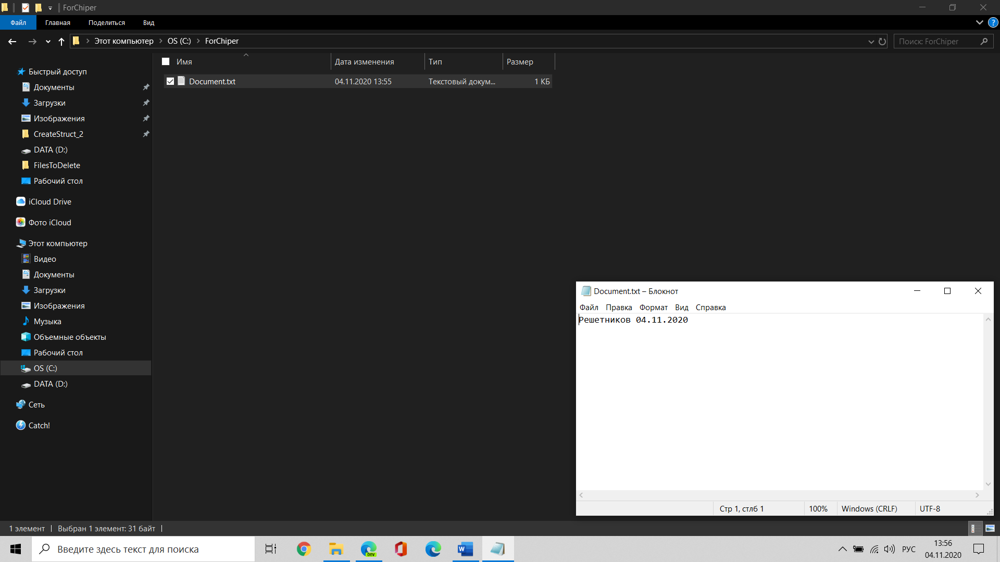 ForChiper
Файл Главная Поделиться Вид
Этот компьютер OS (C:) ForChiper
Поиск: ForChiper
Имя Дата изменения Тип Размер
Document.txt 04.11.2020 13:55 Текстовый докум... 1 КБ
Быстрый доступ
Документы
Загрузки
Изображения
CreateStruct_2
DATA (D:)
FilesToDelete
Рабочий стол
iCloud Drive
Фото iCloud
Этот компьютер
Видео
Документы
Загрузки
Изображения
Музыка
Объемные объекты
Рабочий стол
OS (C:)
DATA (D:)
Сеть
Catch!
Document.txt – Блокнот
Файл Правка Формат Вид Справка
Решетников 04.11.2020
Стр 1, стлб 1 100% Windows (CRLF) UTF-8
1 элемент Выбран 1 элемент: 31 байт
Введите здесь текст для поиска
DEV
РУС
13:56
04.11.2020